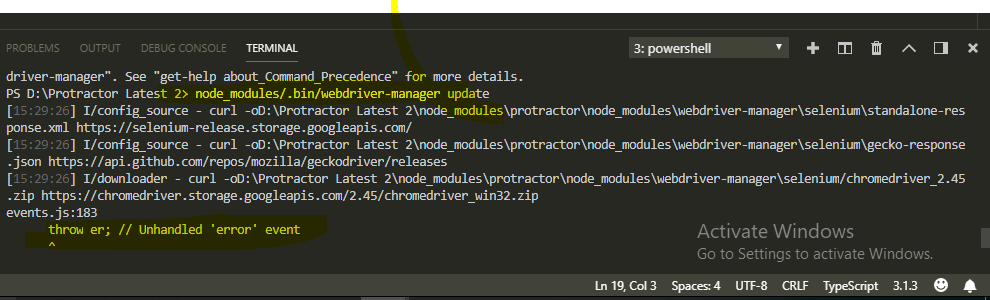 PROBLEMS OUTPUT DEBUG CONSOLE TERMINAL 3: powershell
driver-manager". See "get-help about_Command_Precedence" for more details.
PS D:\Protractor Latest 2> node_modules/.bin/webdriver-manager update
[15:29:26] I/config_source - curl -oD:\Protractor Latest 2\node_modules\protractor\node_modules\webdriver-manager\selenium\standalone-res
ponse.xml https://selenium-release.storage.googleapis.com/
[15:29:26] I/config_source - curl -oD:\Protractor Latest 2\node_modules\protractor\node_modules\webdriver-manager\selenium\gecko-response
.json https://api.github.com/repos/mozilla/geckodriver/releases
[15:29:26] I/downloader - curl -oD:\Protractor Latest 2\node_modules\protractor\node_modules\webdriver-manager\selenium/chromedriver_2.45
.zip https://chromedriver.storage.googleapis.com/2.45/chromedriver_win32.zip
events.js:183
throw er; // Unhandled 'error' event
^
Activate Windows
Go to Settings to activate Windows.
Ln 19, Col 3 Spaces: 4 UTF-8 CRLF TypeScript 3.1.3